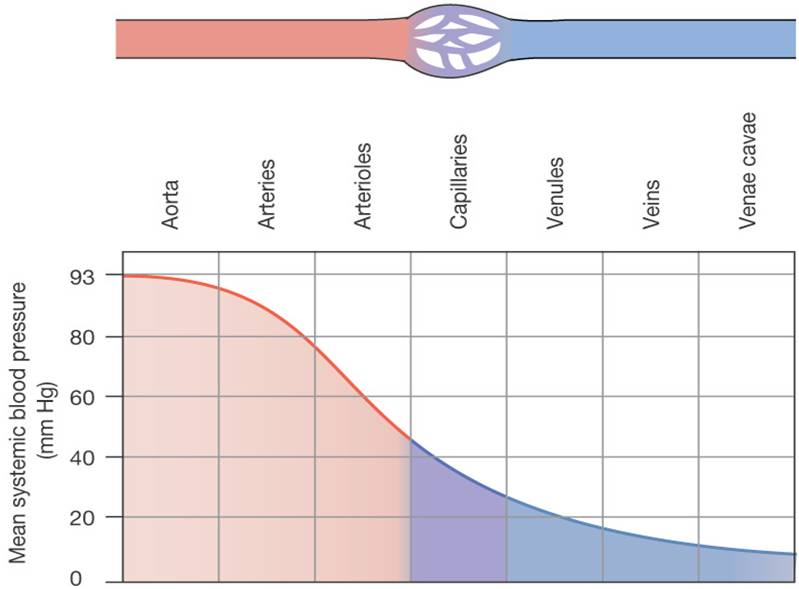 Aorta
Arteries
Arterioles
Capillaries
Venules
Veins
Venae cavae
Mean systemic blood pressure
(mm Hg)
93
80
60
40
20
0